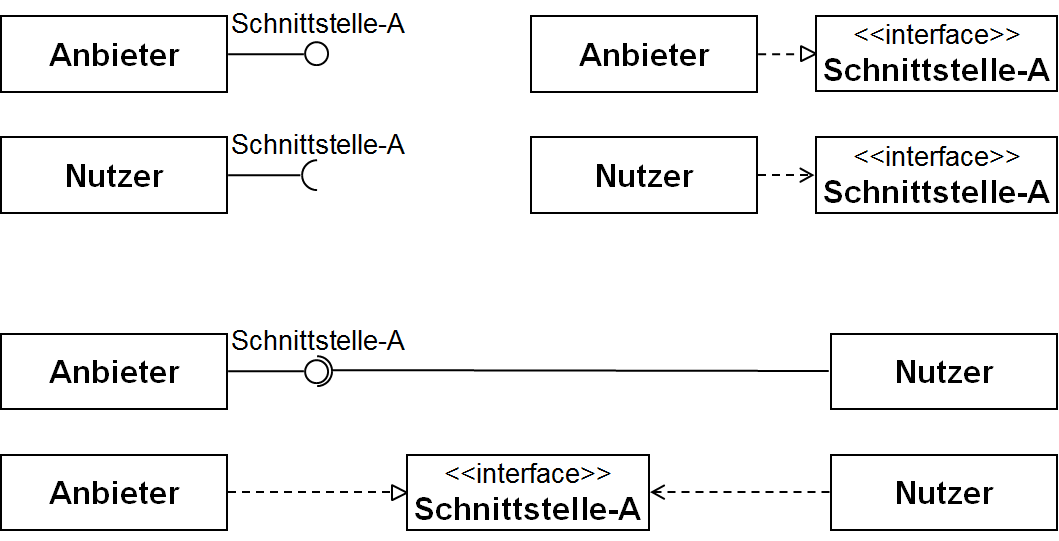 Schnittstelle-A
Anbieter
Anbieter
<<interface>>
Schnittstelle-A
Schnittstelle-A
Nutzer
Nutzer
<<interface>>
Schnittstelle-A
Schnittstelle-A
Anbieter
Nutzer
Anbieter
<<interface>>
Schnittstelle-A
Nutzer